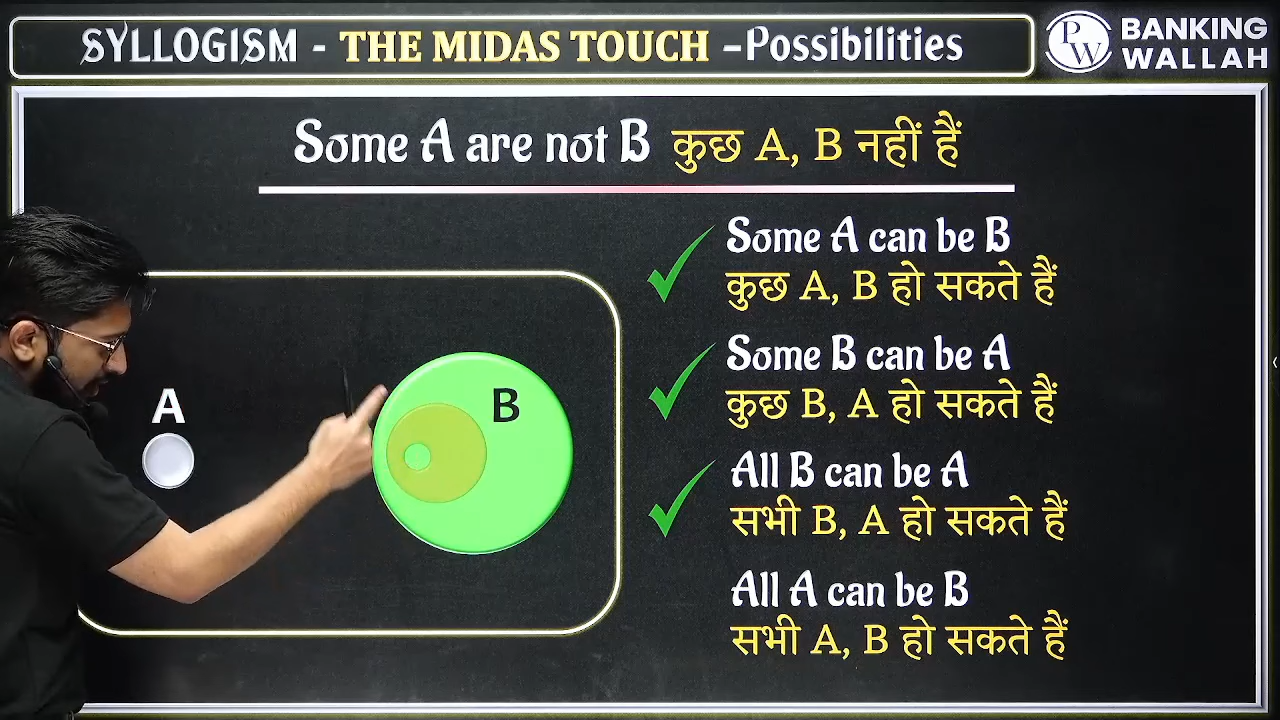 SYLLOGISM - THE MIDAS TOUCH –Possibilities
PW
BANKING
WALLAH
Some A are not B कुछ A, B नहीं हैं
Some A can be B
कुछ A, B हो सकते हैं
Some B can be A
कुछ B, A हो सकते हैं
All B can be A
सभी B, A हो सकते हैं
All A can be B
सभी A, B हो सकते हैं
A
B